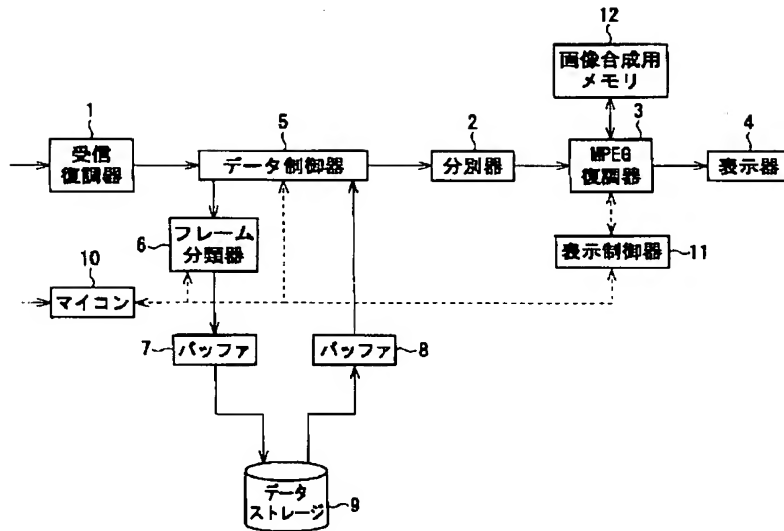 12
画像合成用
メモリ
1
受信
復調器
5
データ制御器
2
分別器
3
MPEG
復調器
4
表示器
6
フレーム
分類器
10
マイコン
表示制御器
11
7
バッファ
バッファ
8
データ
ストレージ
9